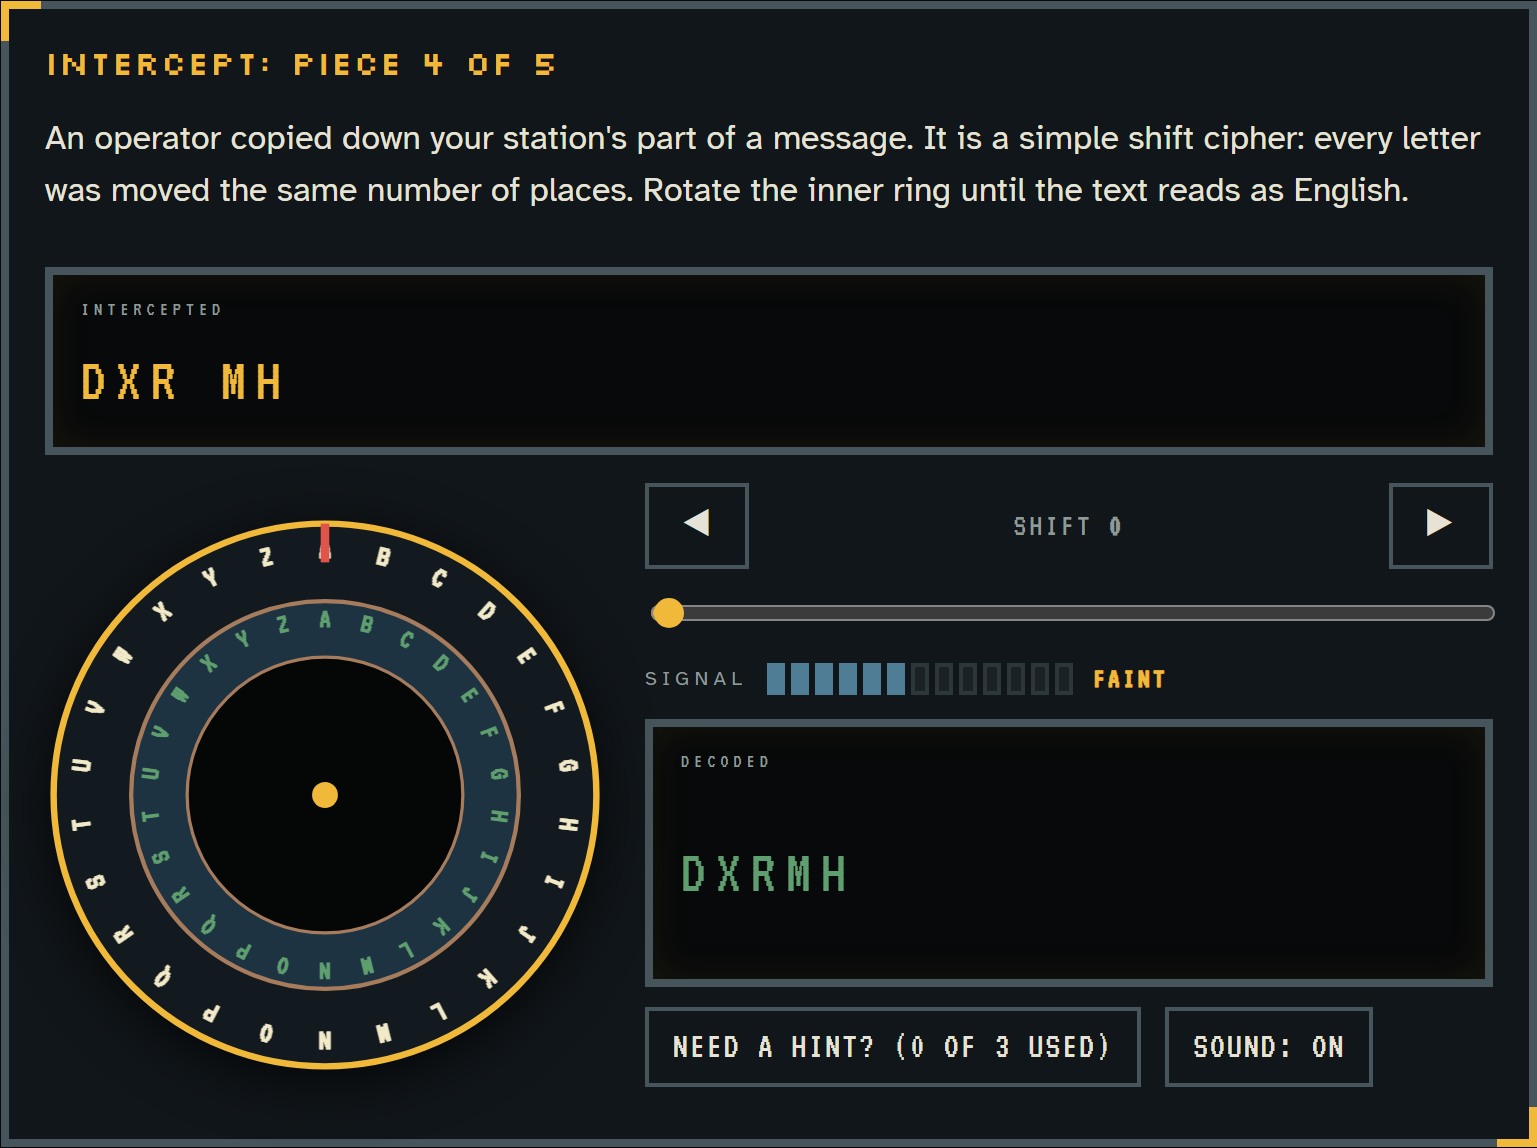 INTERCEPT: PIECE 4 OF 5
An operator copied down your station's part of a message. It is a simple shift cipher: every letter
was moved the same number of places. Rotate the inner ring until the text reads as English.
INTERCEPTED
DXR MH
A B C D E F G H I J K L M N O P Q R S T U V W X Y Z
A B C D E F G H I J K L M N O P Q R S T U V W X Y Z
SHIFT 0
SIGNAL FAINT
DECODED
DXRMH
NEED A HINT? (0 OF 3 USED) SOUND: ON